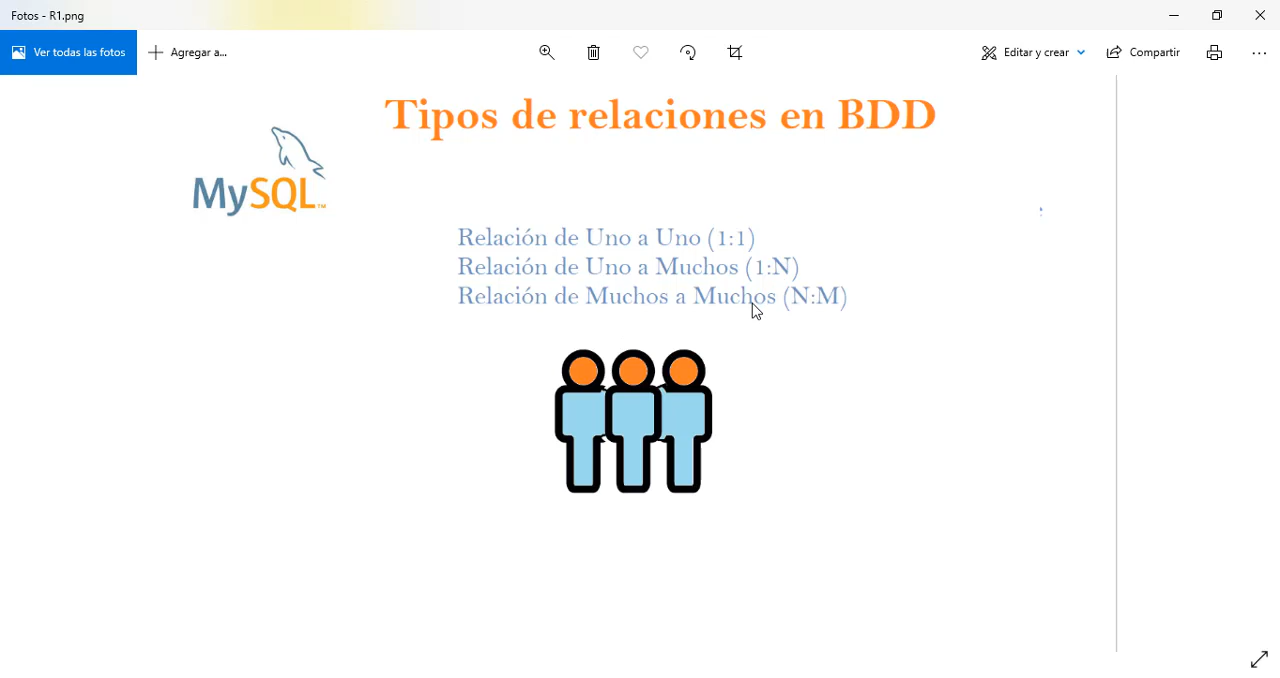 Fotos - R1.png
Ver todas las fotos
Agregar a...
Editar y crear
Compartir
Tipos de relaciones en BDD
MySQL™
Relación de Uno a Uno (1:1)
Relación de Uno a Muchos (1:N)
Relación de Muchos a Muchos (N:M)